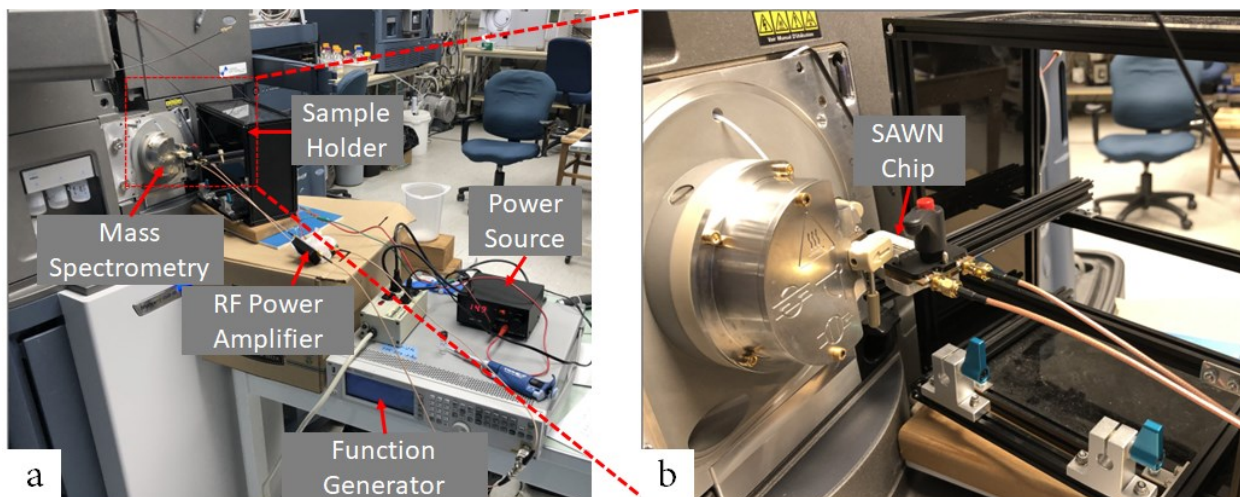 Sample
Holder
Mass
Spectrometry
Power
Source
RF Power
Amplifier
Function
Generator
a
SAWN
Chip
b